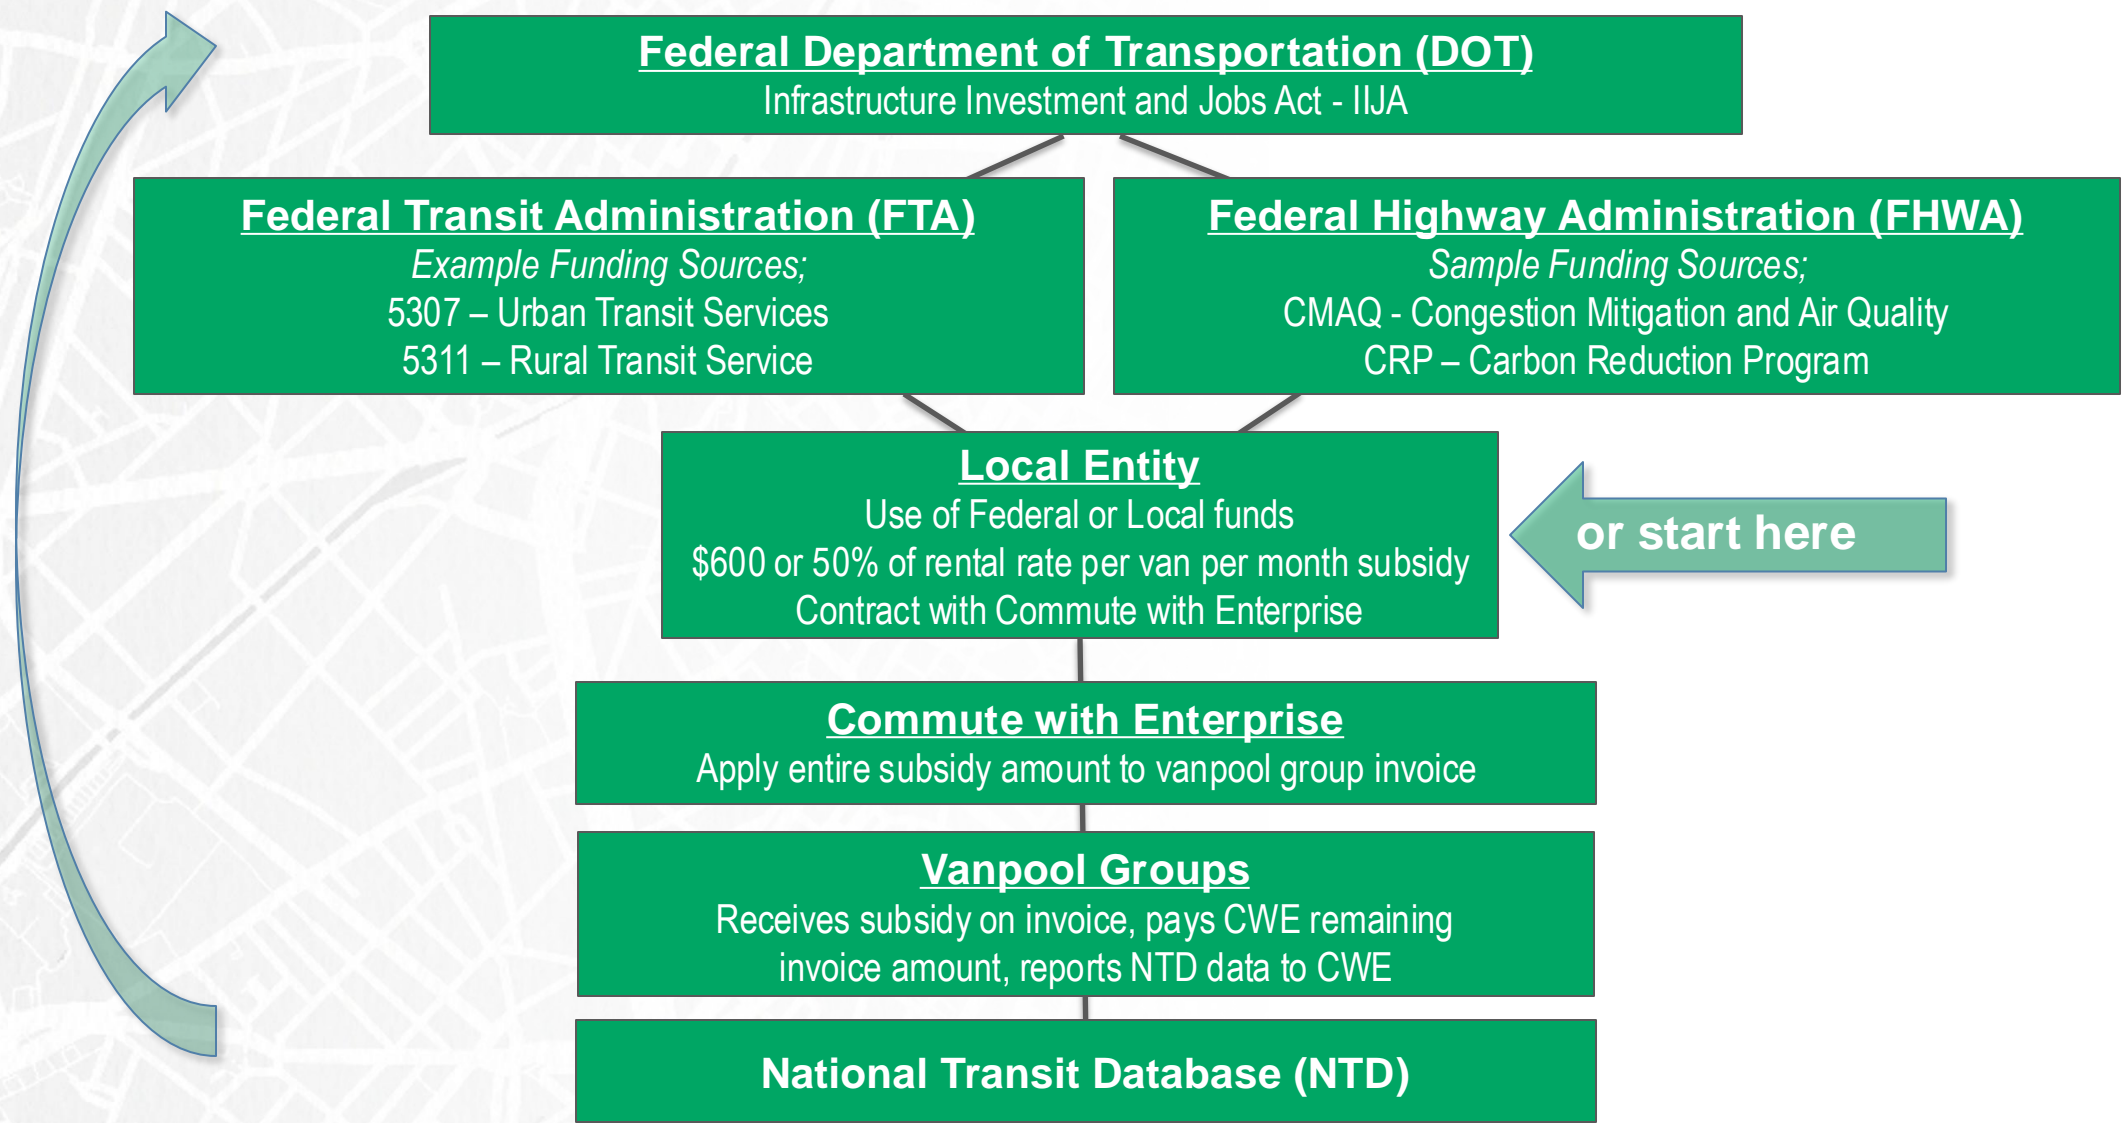 Federal Department of Transportation (DOT)
Infrastructure Investment and Jobs Act - IIJA
Federal Transit Administration (FTA)
Example Funding Sources;
5307 – Urban Transit Services
5311 – Rural Transit Service
Federal Highway Administration (FHWA)
Sample Funding Sources;
CMAQ - Congestion Mitigation and Air Quality
CRP – Carbon Reduction Program
Local Entity
Use of Federal or Local funds
$600 or 50% of rental rate per van per month subsidy
Contract with Commute with Enterprise
or start here
Commute with Enterprise
Apply entire subsidy amount to vanpool group invoice
Vanpool Groups
Receives subsidy on invoice, pays CWE remaining
invoice amount, reports NTD data to CWE
National Transit Database (NTD)